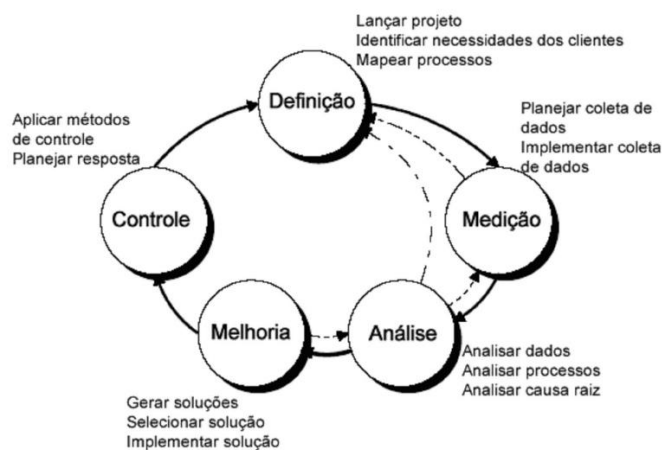 Lançar projeto
Identificar necessidades dos clientes
Mapear processos
Definição
Aplicar métodos
de controle
Planejar resposta
Planejar coleta de
dados
Implementar coleta
de dados
Controle
Medição
Melhoria
Análise
Analisar dados
Analisar processos
Analisar causa raiz
Gerar soluções
Selecionar solução
Implementar solução